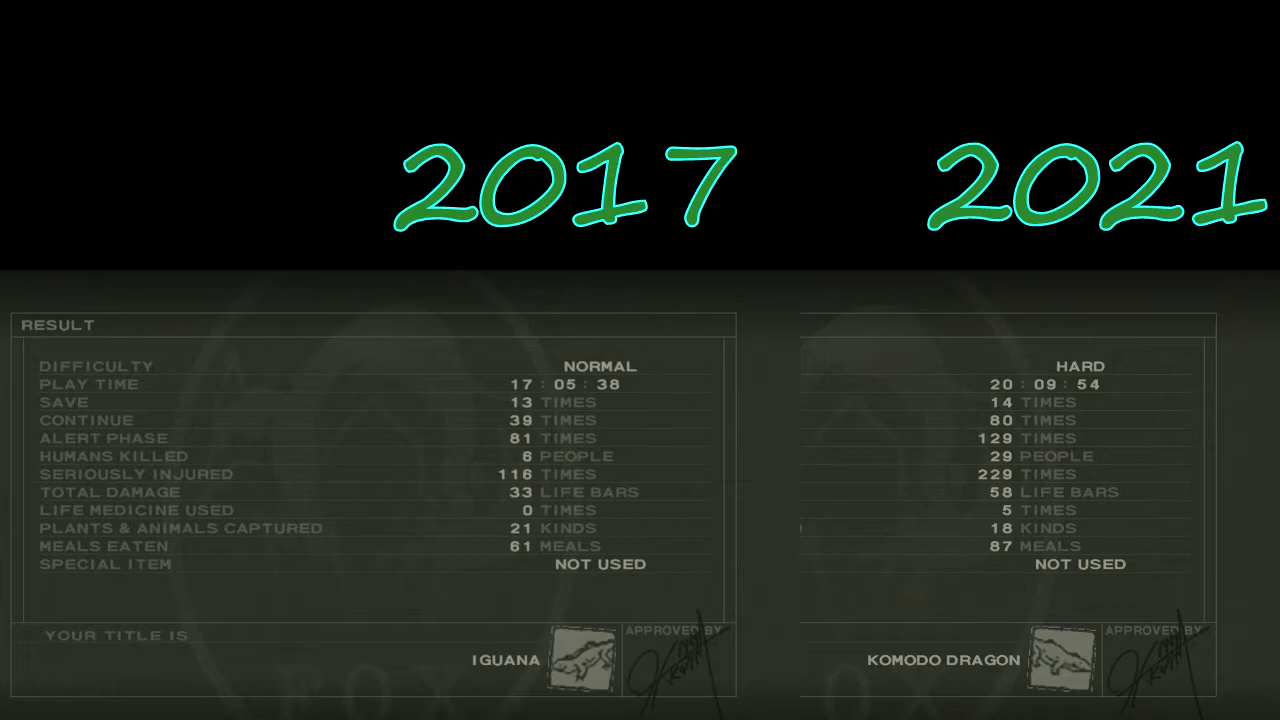 2017 2021
RESULT
DIFFICULTY NORMAL HARD
PLAY TIME 17 : 05 : 38 20 : 09 : 54
SAVE 13 TIMES 14 TIMES
CONTINUE 39 TIMES 80 TIMES
ALERT PHASE 81 TIMES 129 TIMES
HUMANS KILLED 6 PEOPLE 29 PEOPLE
SERIOUSLY INJURED 116 TIMES 229 TIMES
TOTAL DAMAGE 33 LIFE BARS 58 LIFE BARS
LIFE MEDICINE USED 0 TIMES 5 TIMES
PLANTS & ANIMALS CAPTURED 21 KINDS 18 KINDS
MEALS EATEN 61 MEALS 87 MEALS
SPECIAL ITEM NOT USED NOT USED
YOUR TITLE IS APPROVED BY APPROVED BY
IGUANA KOMODO DRAGON
FOX OX